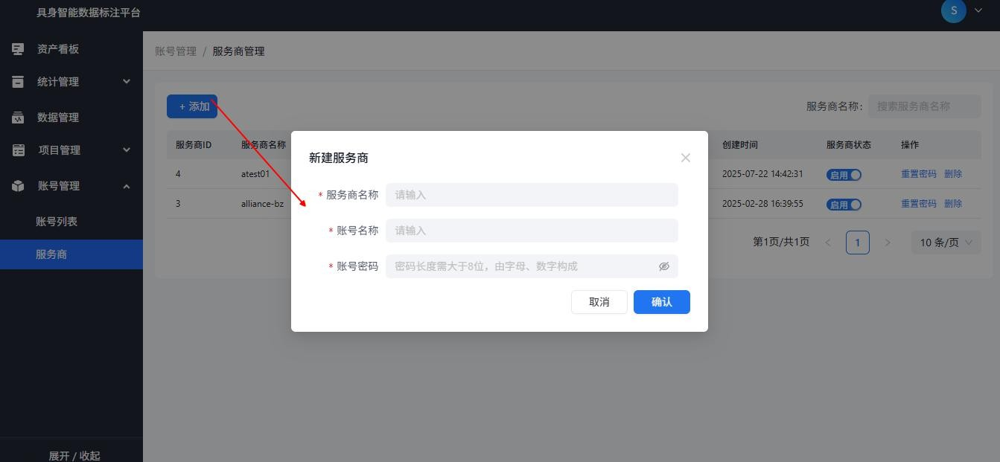 具身智能数据标注平台
S
资产看板
统计管理
数据管理
项目管理
账号管理
账号列表
服务商
展开 / 收起
账号管理 / 服务商管理
+ 添加
服务商名称: 搜索服务商名称
服务商ID 服务商名称 创建时间 服务商状态 操作
4 atest01 2025-07-22 14:42:31 启用 重置密码 删除
3 alliance-bz 2025-02-28 16:39:55 启用 重置密码 删除
第1页/共1页 < 1 > 10 条/页
新建服务商
* 服务商名称 请输入
* 账号名称 请输入
* 账号密码 密码长度需大于8位，由字母、数字构成
取消 确认